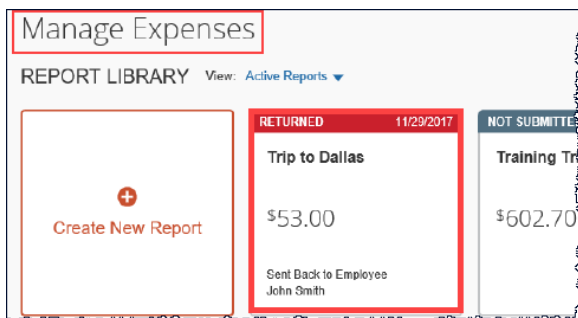 Manage Expenses
REPORT LIBRARY View: Active Reports
Create New Report
RETURNED 11/29/2017
Trip to Dallas
$53.00
Sent Back to Employee
John Smith
NOT SUBMITTE
Training Tr
$602.70